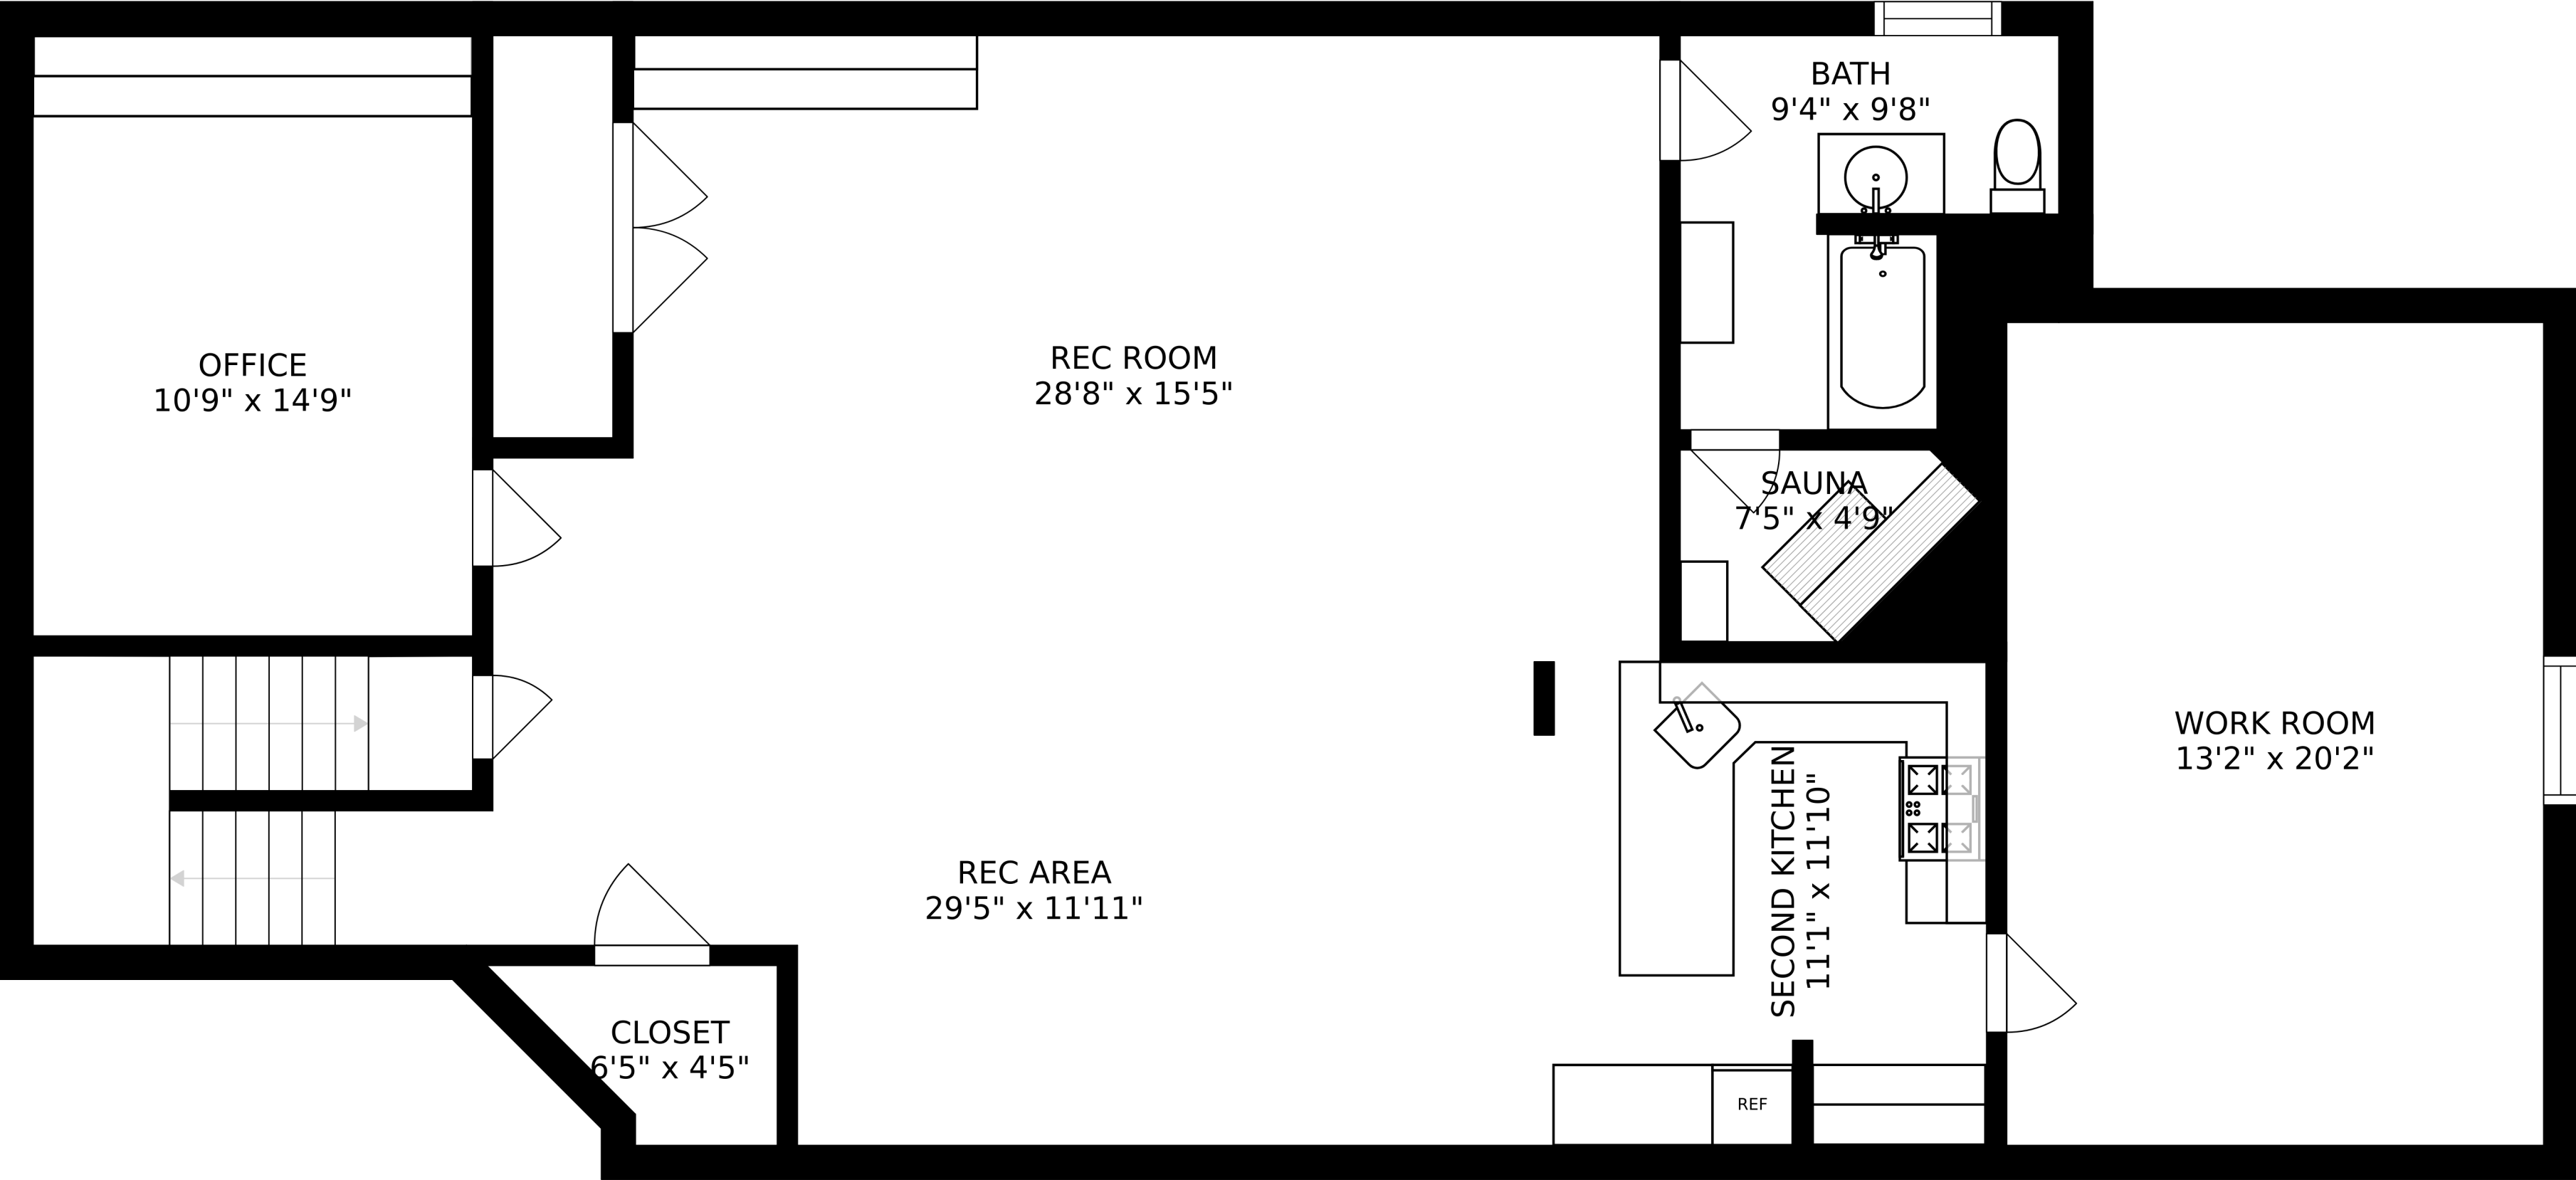 BATH
9'4" x 9'8"
OFFICE
10'9" x 14'9"
REC ROOM
28'8" x 15'5"
SAUNA
7'5" x 4'9"
WORK ROOM
13'2" x 20'2"
SECOND KITCHEN
11'1" x 11'10"
REC AREA
29'5" x 11'11"
CLOSET
6'5" x 4'5"
REF